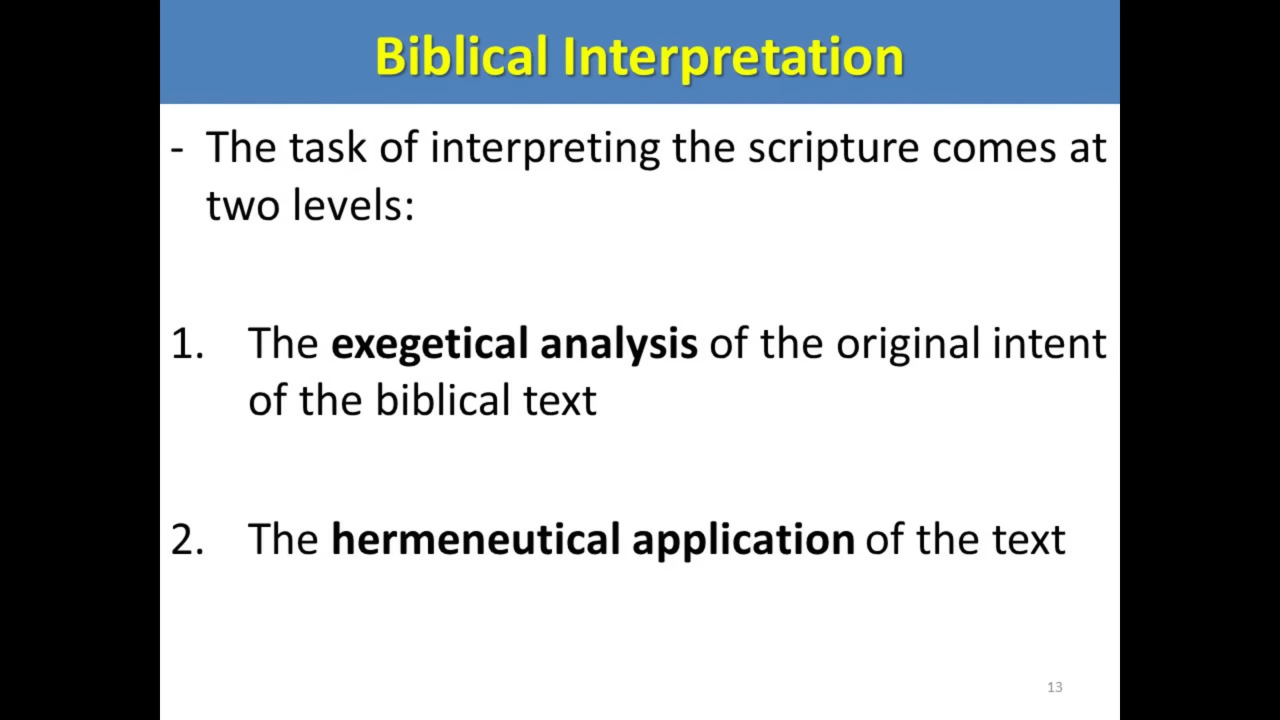 Biblical Interpretation
- The task of interpreting the scripture comes at
two levels:
1. The exegetical analysis of the original intent
of the biblical text
2. The hermeneutical application of the text
13